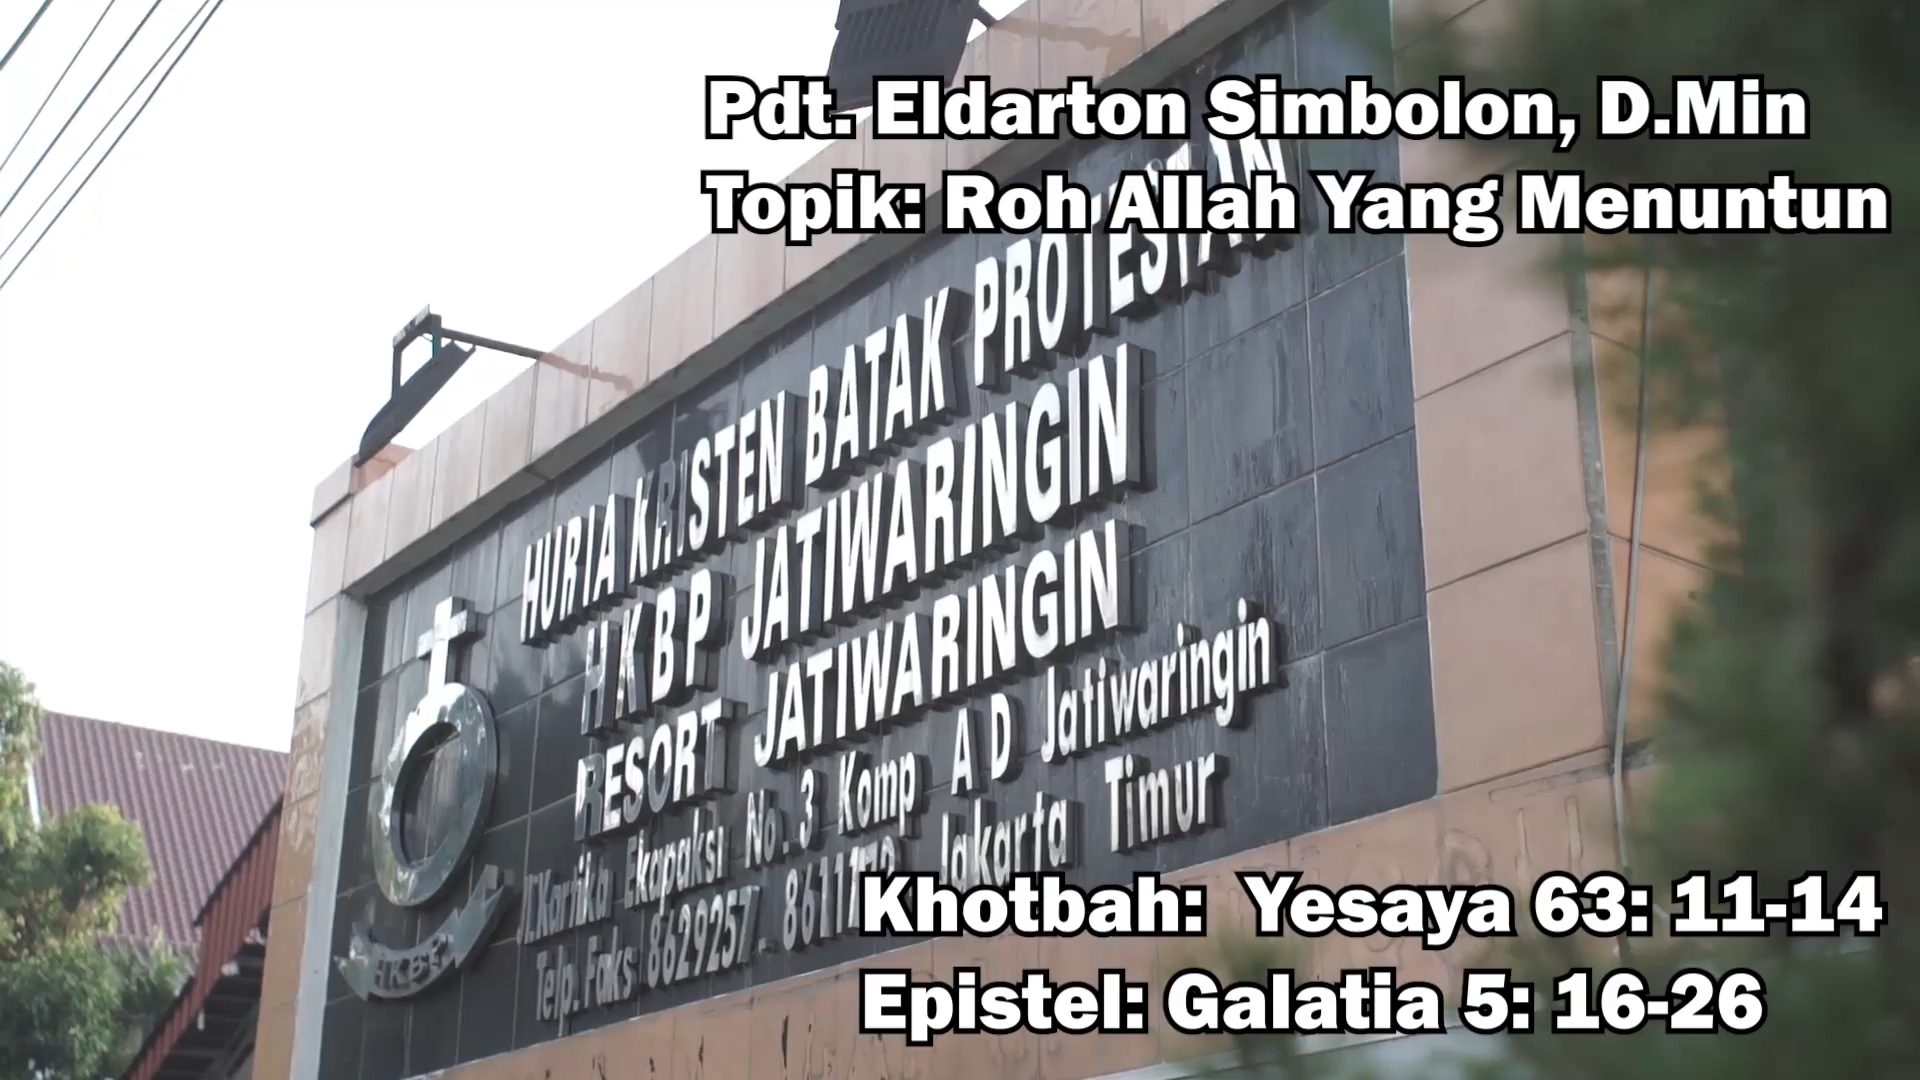 Pdt. Eldarton Simbolon, D.Min
Topik: Roh Allah Yang Menuntun
HURIA KRISTEN BATAK PROTESTAN
HKBP JATIWARINGIN
RESORT JATIWARINGIN
Jl.Kartika Ekapaksi No. 3 Komp A D Jatiwaringin
Telp. Faks 8629257 - Jakarta Timur
HKBP
Khotbah: Yesaya 63: 11-14
Epistel: Galatia 5: 16-26